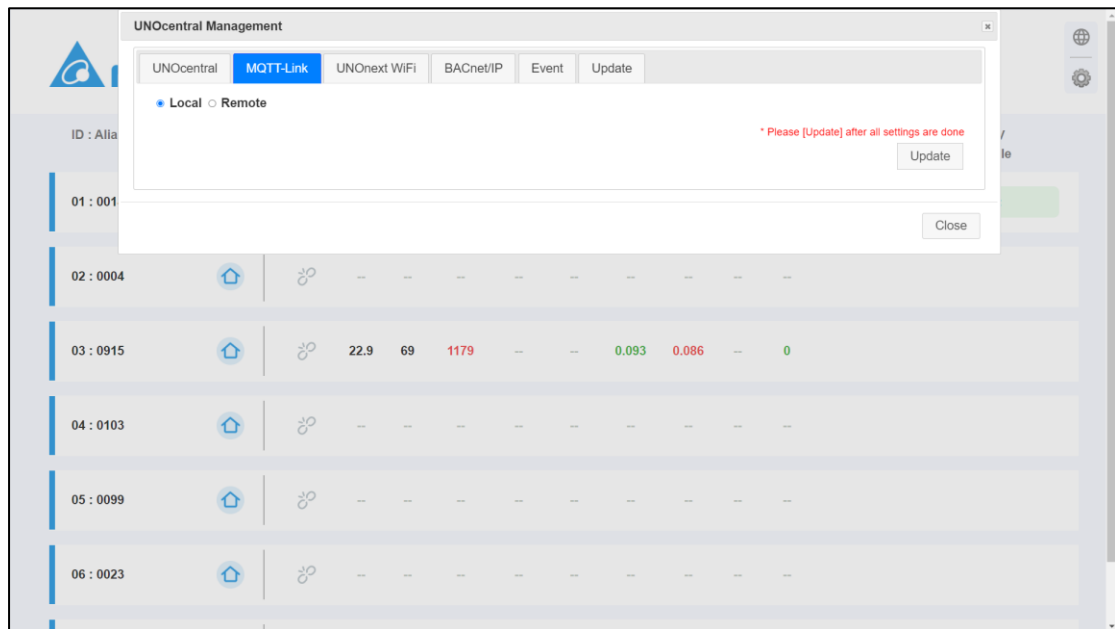 UNOcentral Management
UNOcentral MQTT-Link UNOnext WiFi BACnet/IP Event Update
Local Remote
* Please [Update] after all settings are done
Update
Close
ID : Alia
le
01 : 001
02 : 0004 -- -- -- -- -- -- -- -- --
03 : 0915 22.9 69 1179 -- -- 0.093 0.086 -- 0
04 : 0103 -- -- -- -- -- -- -- -- --
05 : 0099 -- -- -- -- -- -- -- -- --
06 : 0023 -- -- -- -- -- -- -- -- --